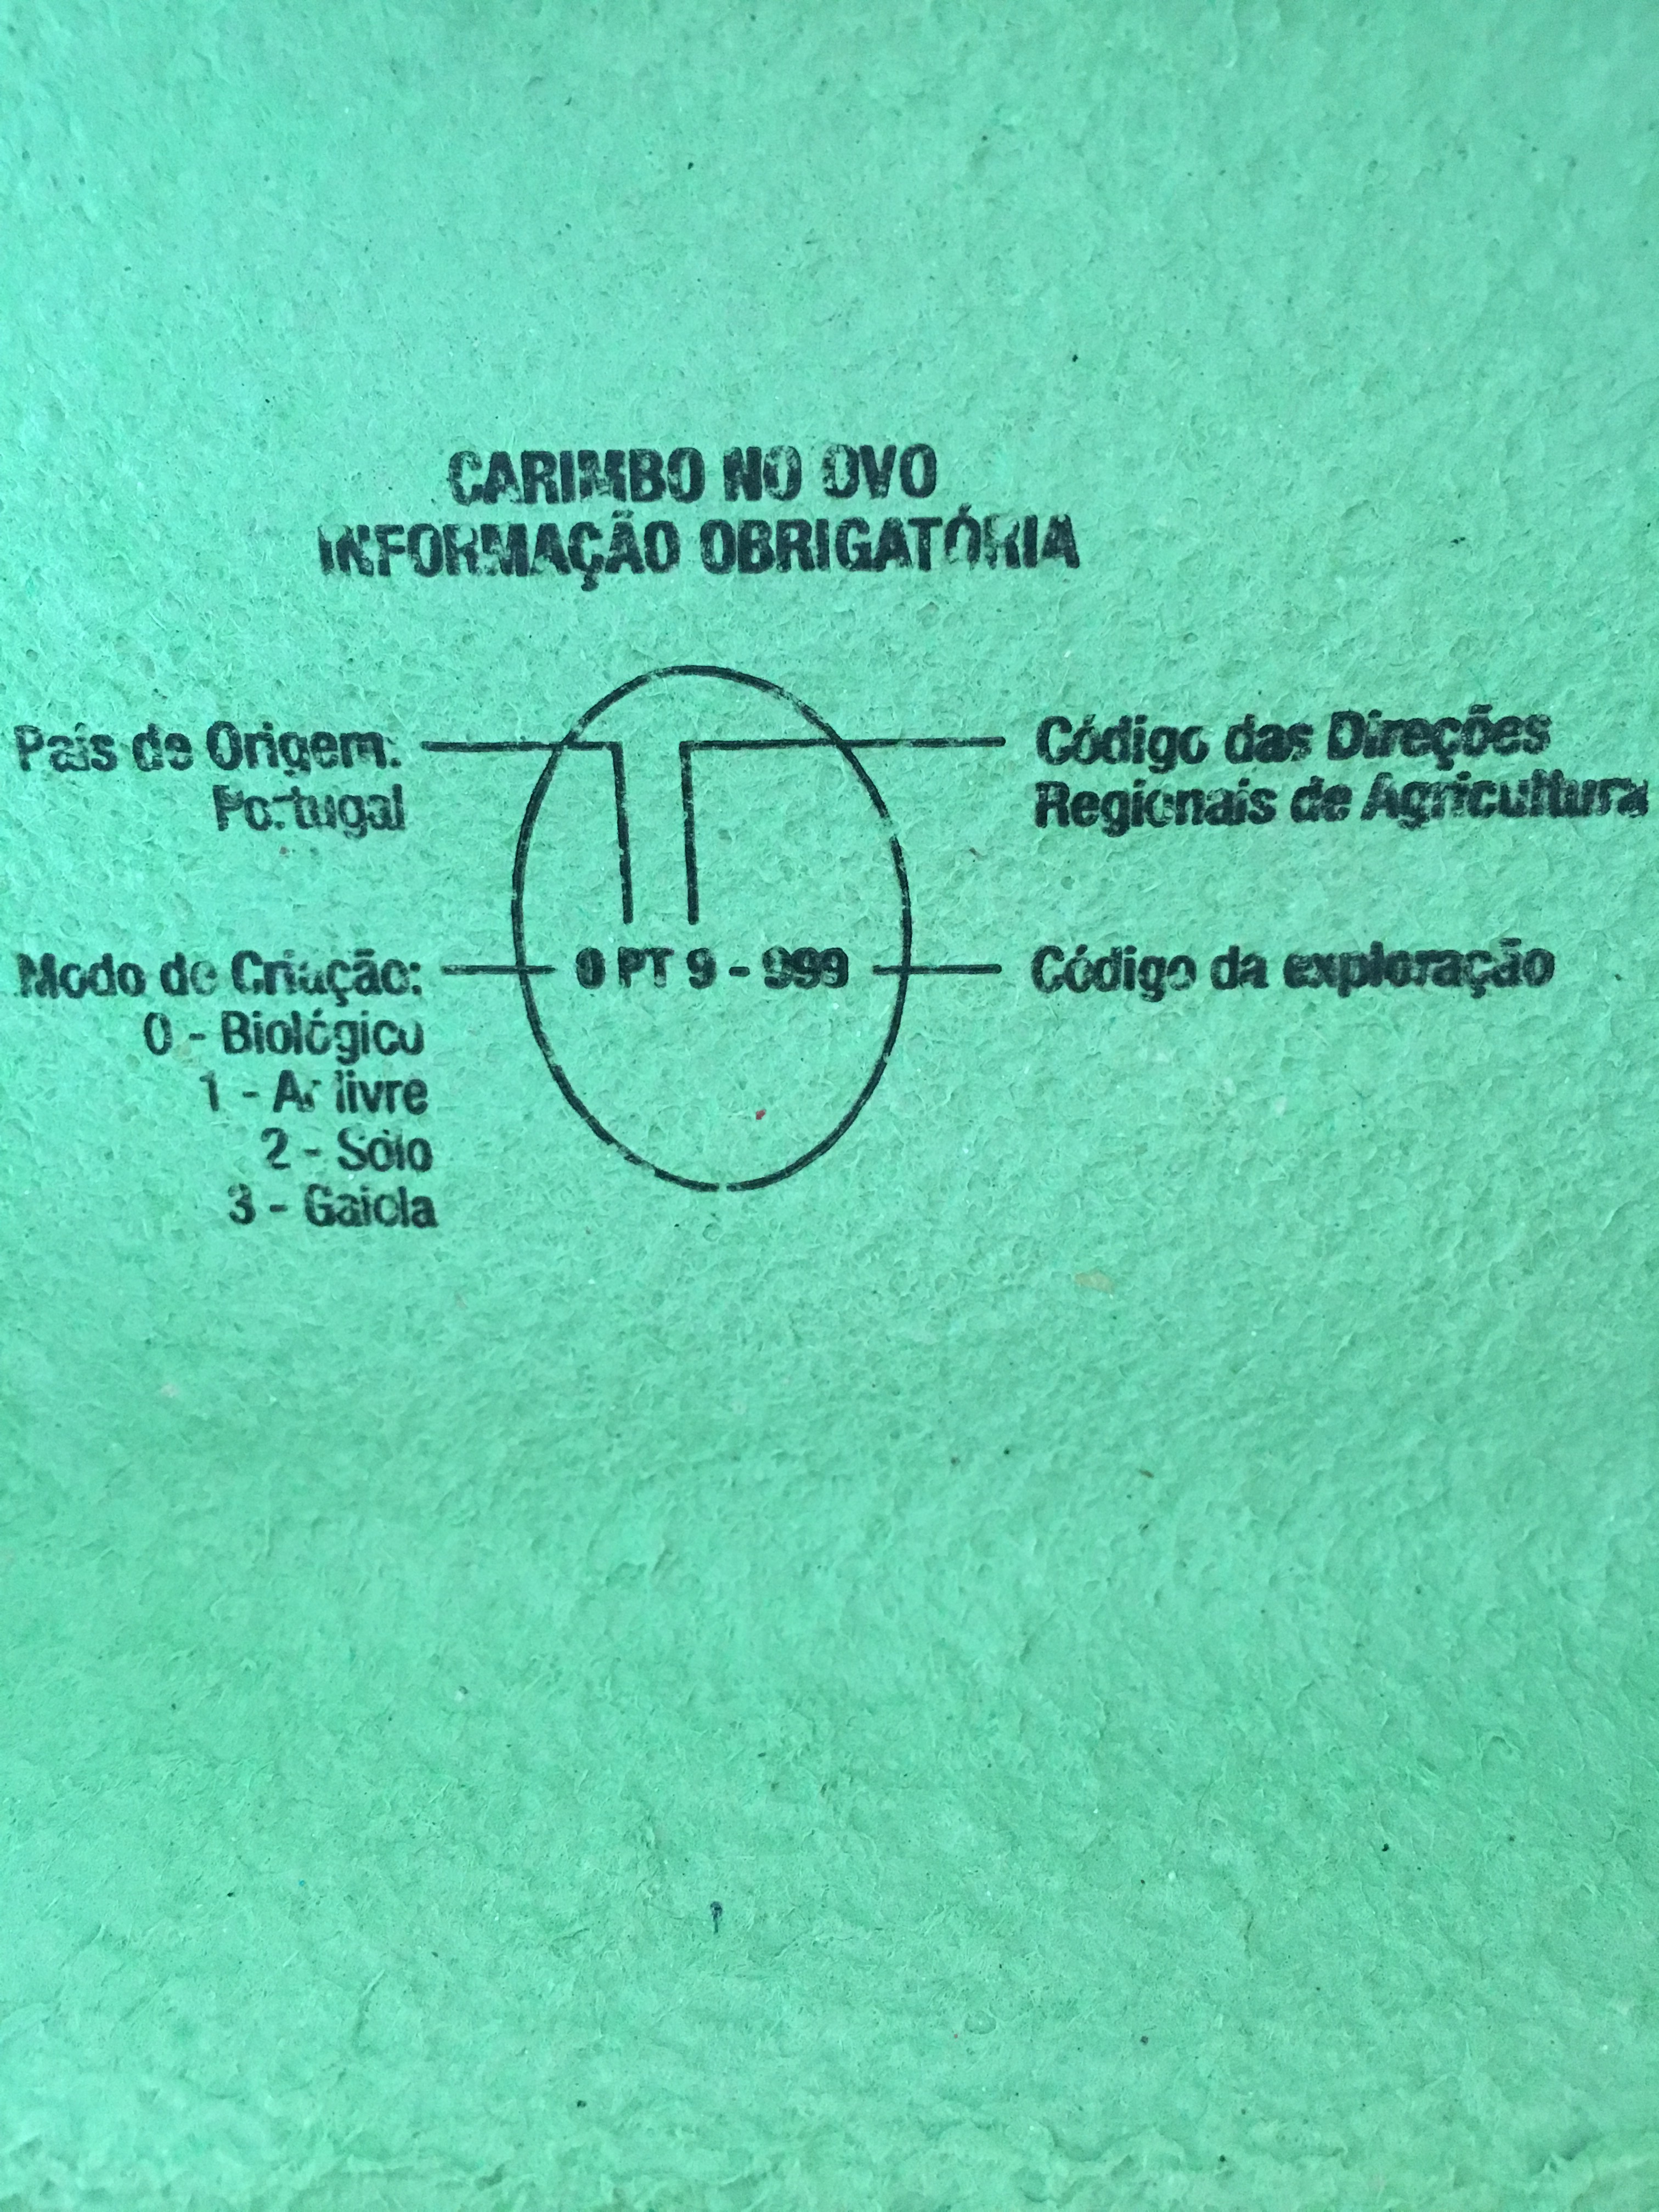 CARIMBO NO OVO
INFORMAÇÃO OBRIGATÓRIA
País de Origem:
Portugal
Código das Direções
Regionais de Agricultura
Modo de Criação:
0 - Biológico
1 - Ar livre
2 - Sólo
3 - Gaiola
0 PT 9 - 999
Código da exploração